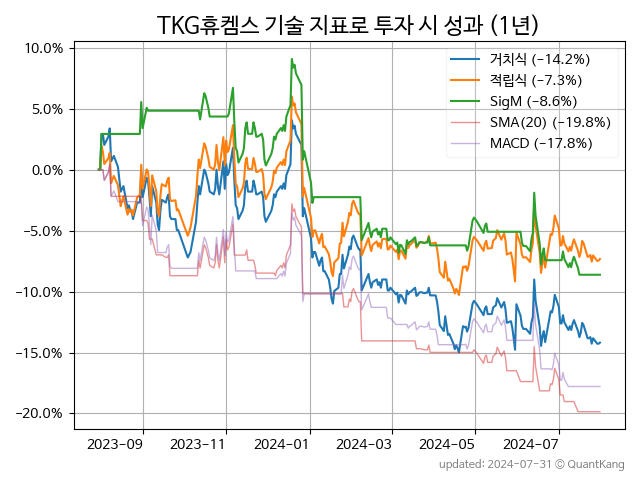 TKG휴켐스 기술 지표로 투자 시 성과 (1년)
10.0%
5.0%
0.0%
−5.0%
−10.0%
−15.0%
−20.0%
거치식 (−14.2%)
적립식 (−7.3%)
SigM (−8.6%)
SMA(20) (−19.8%)
MACD (−17.8%)
2023-09
2023-11
2024-01
2024-03
2024-05
2024-07
updated: 2024-07-31 © QuantKang